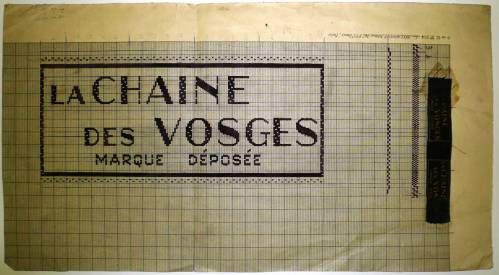 LA CHAINE
DES VOSGES
MARQUE DÉPOSÉE